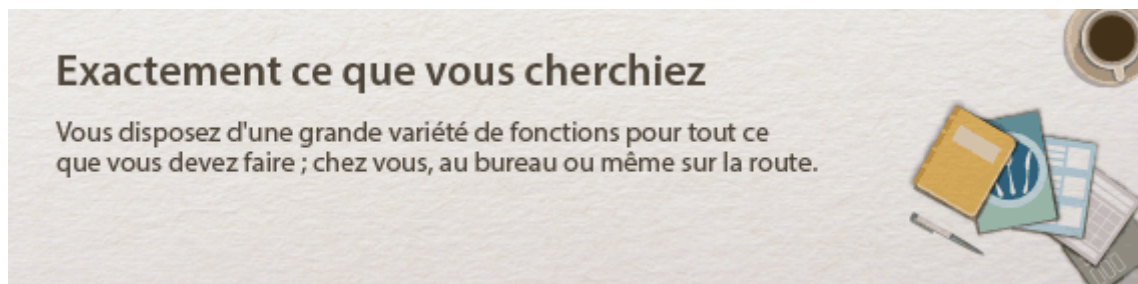 Exactement ce que vous cherchiez
Vous disposez d'une grande variété de fonctions pour tout ce
que vous devez faire ; chez vous, au bureau ou même sur la route.